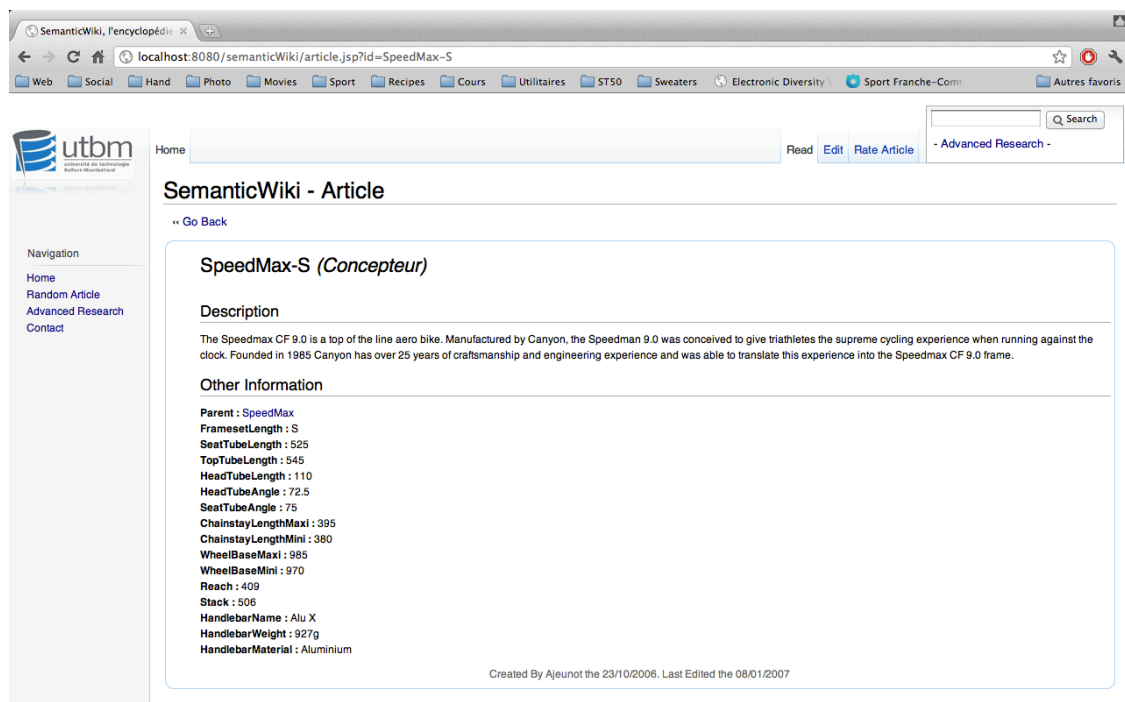 SemanticWiki, l'encyclopédie
localhost:8080/semanticWiki/article.jsp?id=SpeedMax-S
Web Social Hand Photo Movies Sport Recipes Cours Utilitaires ST50 Sweaters Electronic Diversity Sport Franche-Comt Autres favoris
Search
- Advanced Research -
utbm
université de technologie
Belfort-Montbéliard
Home Read Edit Rate Article
SemanticWiki - Article
‹‹ Go Back
Navigation
Home
Random Article
Advanced Research
Contact
SpeedMax-S (Concepteur)
Description
The Speedmax CF 9.0 is a top of the line aero bike. Manufactured by Canyon, the Speedman 9.0 was conceived to give triathletes the supreme cycling experience when running against the
clock. Founded in 1985 Canyon has over 25 years of craftsmanship and engineering experience and was able to translate this experience into the Speedmax CF 9.0 frame.
Other Information
Parent : SpeedMax
FramesetLength : S
SeatTubeLength : 525
TopTubeLength : 545
HeadTubeLength : 110
HeadTubeAngle : 72.5
SeatTubeAngle : 75
ChainstayLengthMaxi : 395
ChainstayLengthMini : 380
WheelBaseMaxi : 985
WheelBaseMini : 970
Reach : 409
Stack : 506
HandlebarName : Alu X
HandlebarWeight : 927g
HandlebarMaterial : Aluminium
Created By Ajeunot the 23/10/2006. Last Edited the 08/01/2007